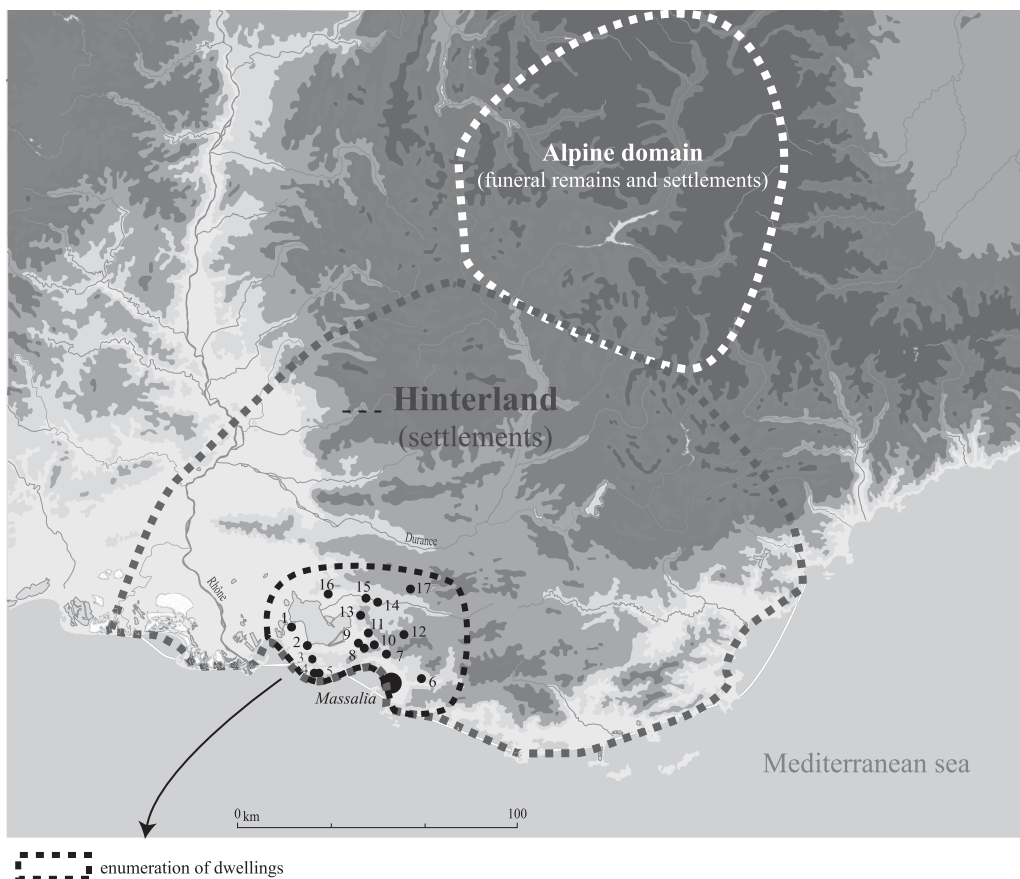 Alpine domain
(funeral remains and settlements)
Hinterland
(settlements)
Durance
Rhône
16
15
17
14
13
1
11
12
9
2
10
8
7
3
4
5
6
Massalia
Mediterranean sea
0 km
100
enumeration of dwellings